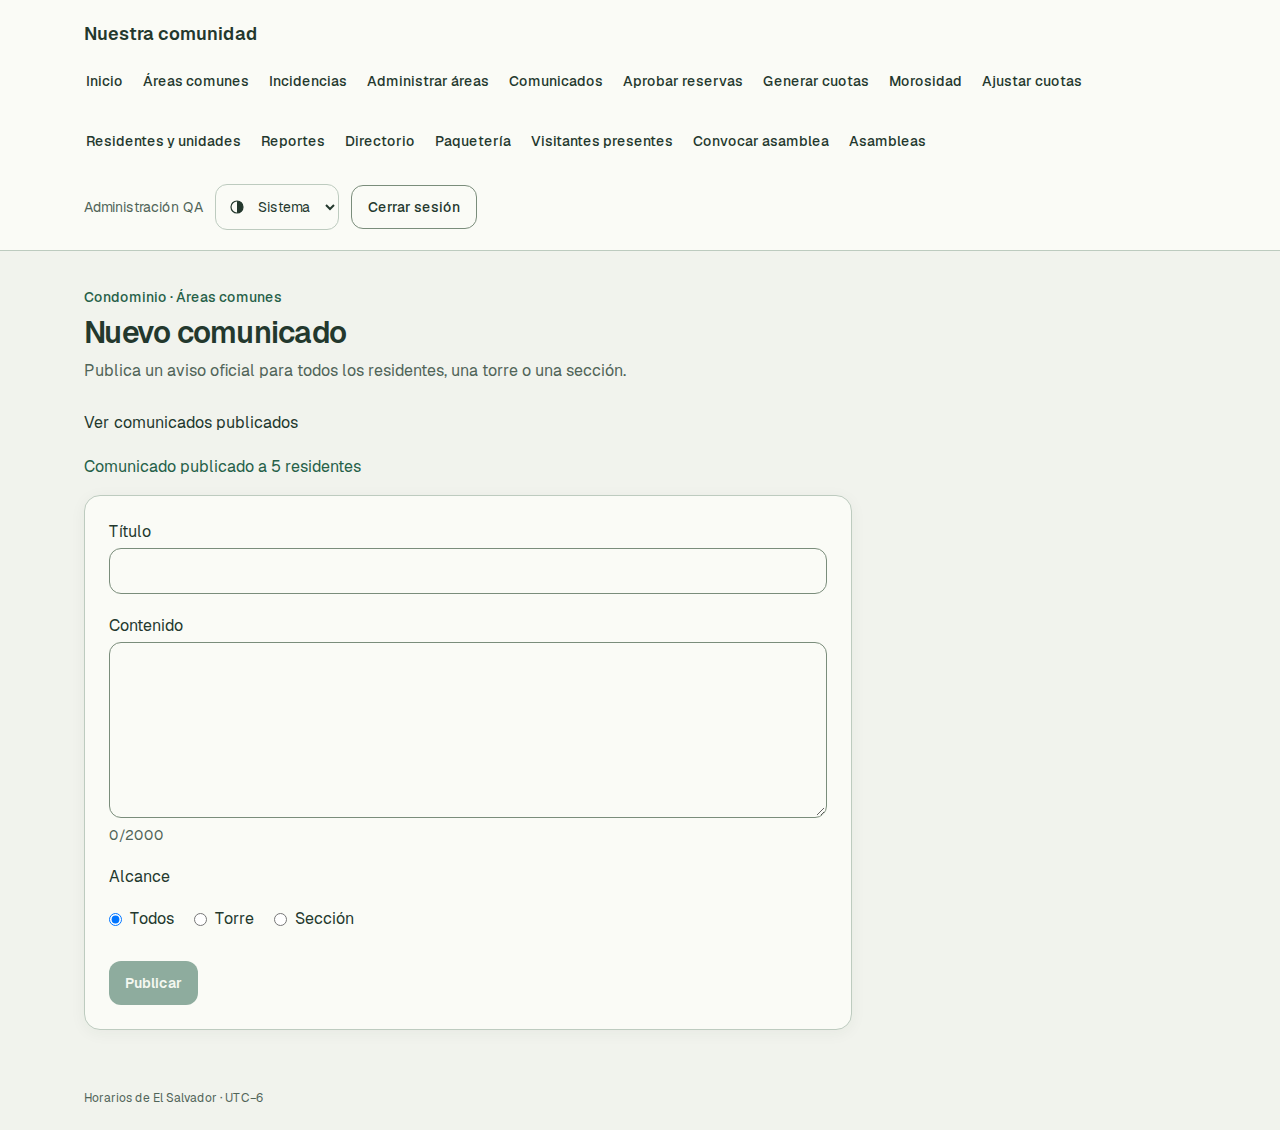 Nuestra comunidad
Inicio Áreas comunes Incidencias Administrar áreas Comunicados Aprobar reservas Generar cuotas Morosidad Ajustar cuotas
Residentes y unidades Reportes Directorio Paquetería Visitantes presentes Convocar asamblea Asambleas
Administración QA Sistema Cerrar sesión
Condominio · Áreas comunes
Nuevo comunicado
Publica un aviso oficial para todos los residentes, una torre o una sección.
Ver comunicados publicados
Comunicado publicado a 5 residentes
Título
Contenido
0/2000
Alcance
Todos Torre Sección
Publicar
Horarios de El Salvador · UTC−6